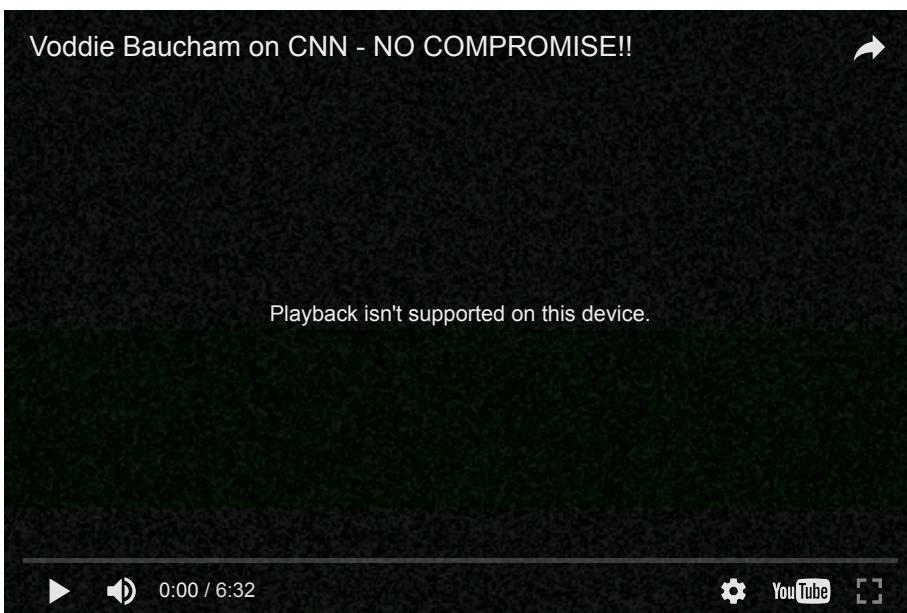 Voddie Baucham on CNN - NO COMPROMISE!!
Playback isn't supported on this device.
0:00 / 6:32
YouTube